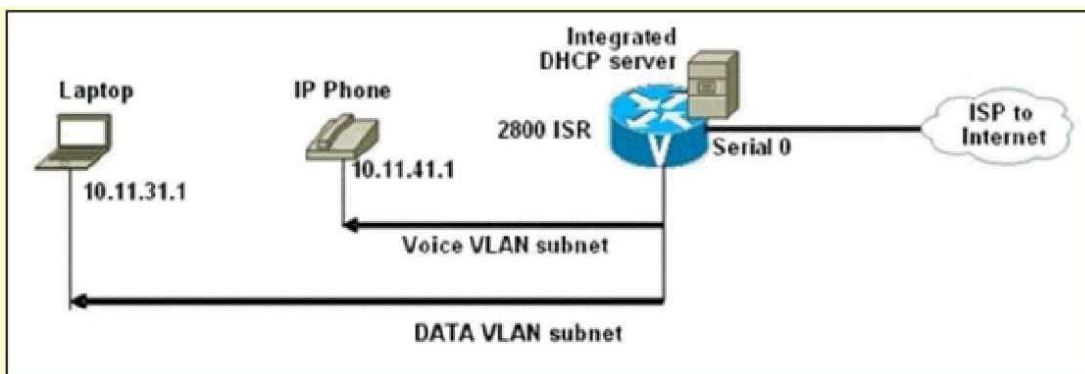 Integrated
DHCP server
Laptop
IP Phone
2800 ISR
ISP to
Internet
Serial 0
10.11.31.1
10.11.41.1
Voice VLAN subnet
DATA VLAN subnet